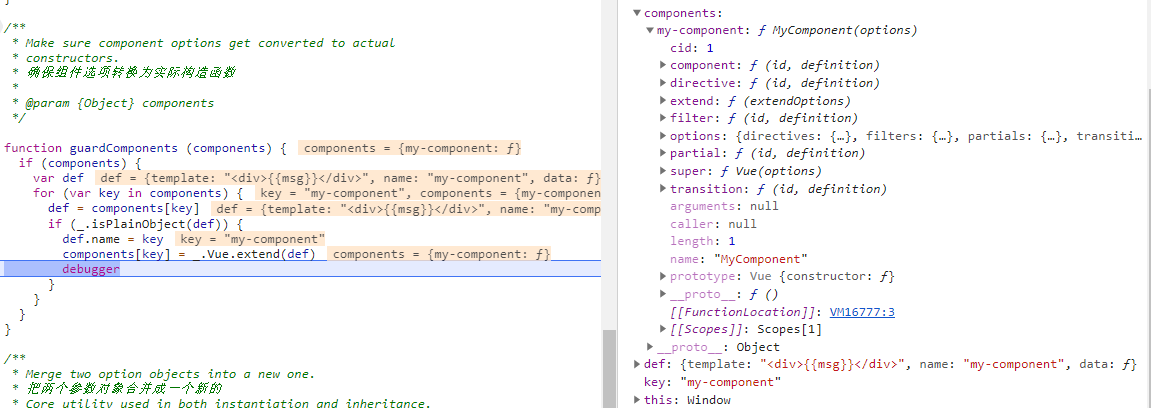 /**
 * Make sure component options get converted to actual
 * constructors.
 * 确保组件选项转换为实际构造函数
 *
 * @param {Object} components
 */
function guardComponents (components) { components = {my-component: ƒ}
  if (components) {
    var def def = {template: "<div>{{msg}}</div>", name: "my-component", data: ƒ}
    for (var key in components) { key = "my-component", components = {my-component
      def = components[key] def = {template: "<div>{{msg}}</div>", name: "my-comp
      if (_.isPlainObject(def)) {
        def.name = key key = "my-component"
        components[key] = _.Vue.extend(def) components = {my-component: ƒ}
        debugger
      }
    }
  }
}
/**
 * Merge two option objects into a new one.
 * 把两个参数对象合并成一个新的
 * Core utility used in both instantiation and inheritance.
components:
my-component: ƒ MyComponent(options)
cid: 1
component: ƒ (id, definition)
directive: ƒ (id, definition)
extend: ƒ (extendOptions)
filter: ƒ (id, definition)
options: {directives: {…}, filters: {…}, partials: {…}, transiti…
partial: ƒ (id, definition)
super: ƒ Vue(options)
transition: ƒ (id, definition)
arguments: null
caller: null
length: 1
name: "MyComponent"
prototype: Vue {constructor: ƒ}
__proto__: ƒ ()
[[FunctionLocation]]: VM16777:3
[[Scopes]]: Scopes[1]
__proto__: Object
def: {template: "<div>{{msg}}</div>", name: "my-component", data: ƒ}
key: "my-component"
this: Window